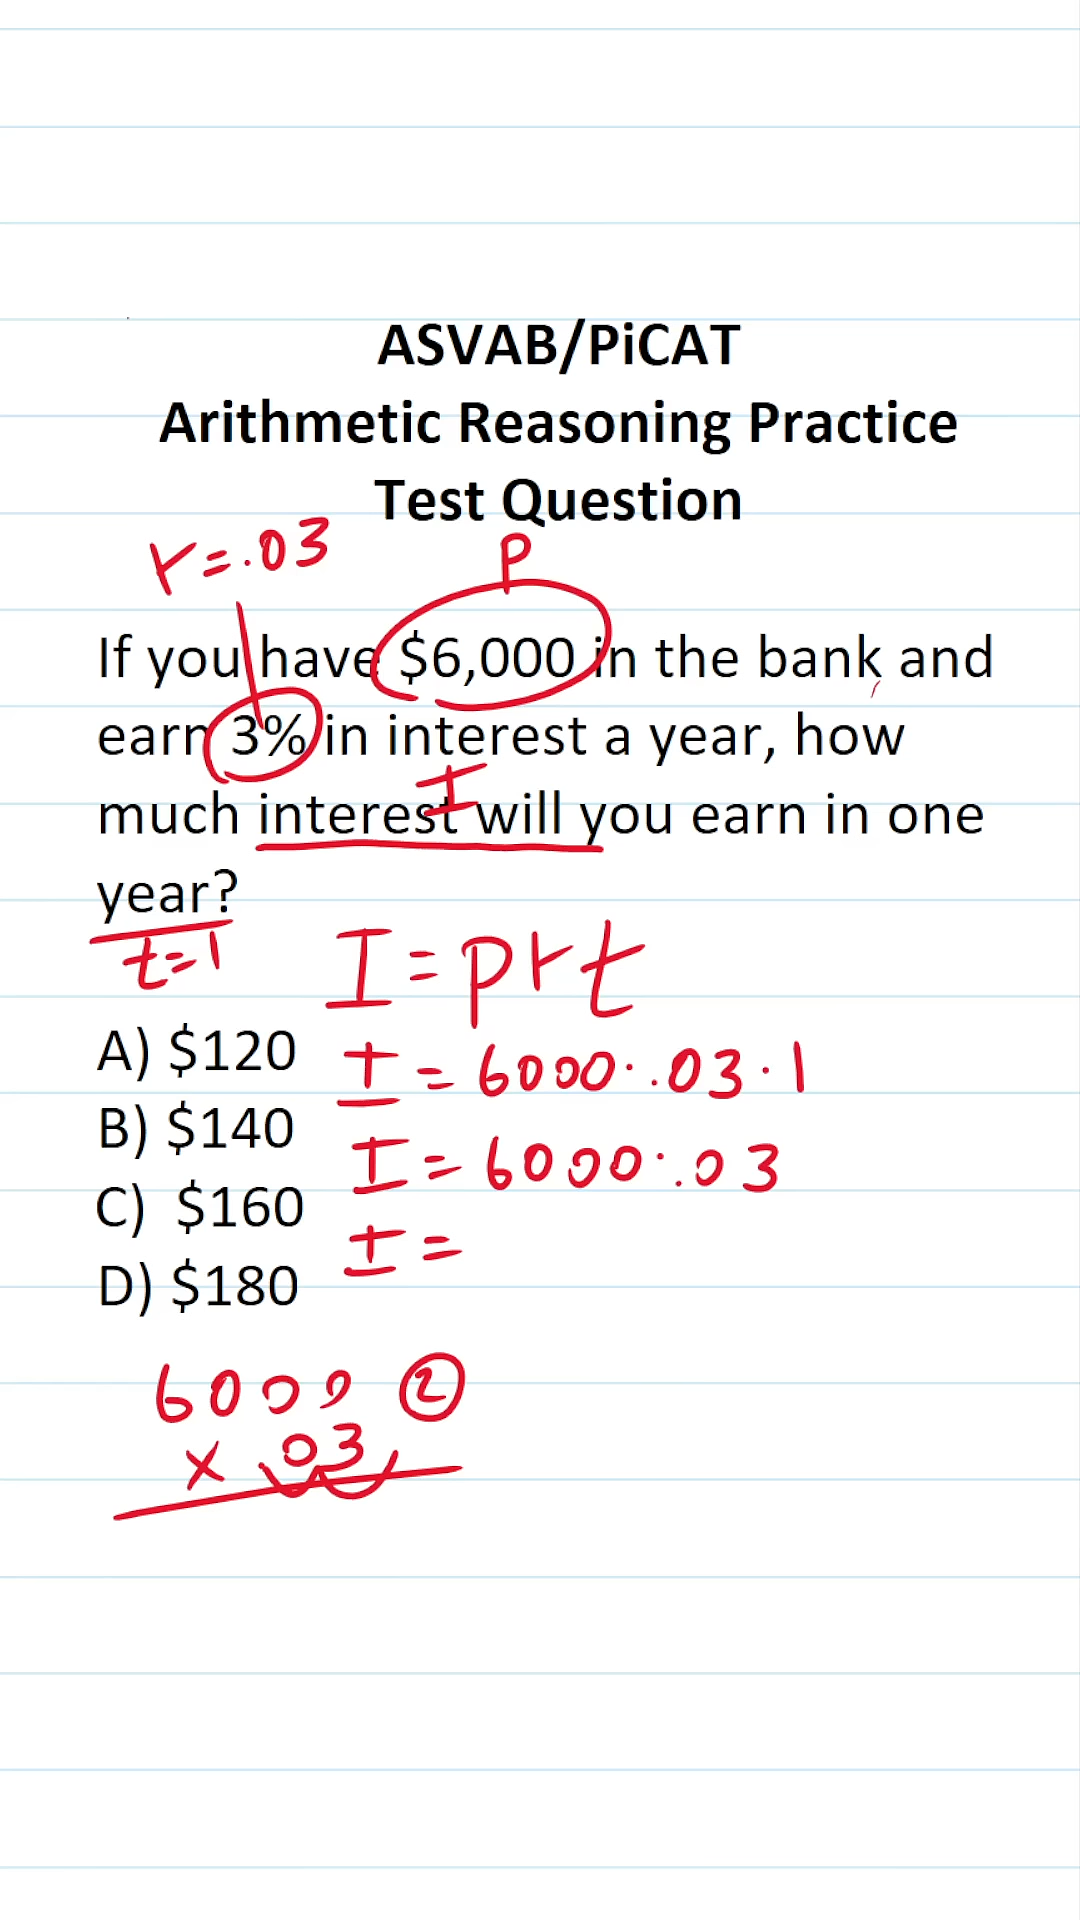 ASVAB/PiCAT
Arithmetic Reasoning Practice
Test Question
r=.03
P
If you have $6,000 in the bank and
earn 3% in interest a year, how
I
much interest will you earn in one
year?
t=1
I=prt
A) $120
I=6000·.03·1
B) $140
I=6000·.03
C) $160
I=
D) $180
6000 ②
x .03